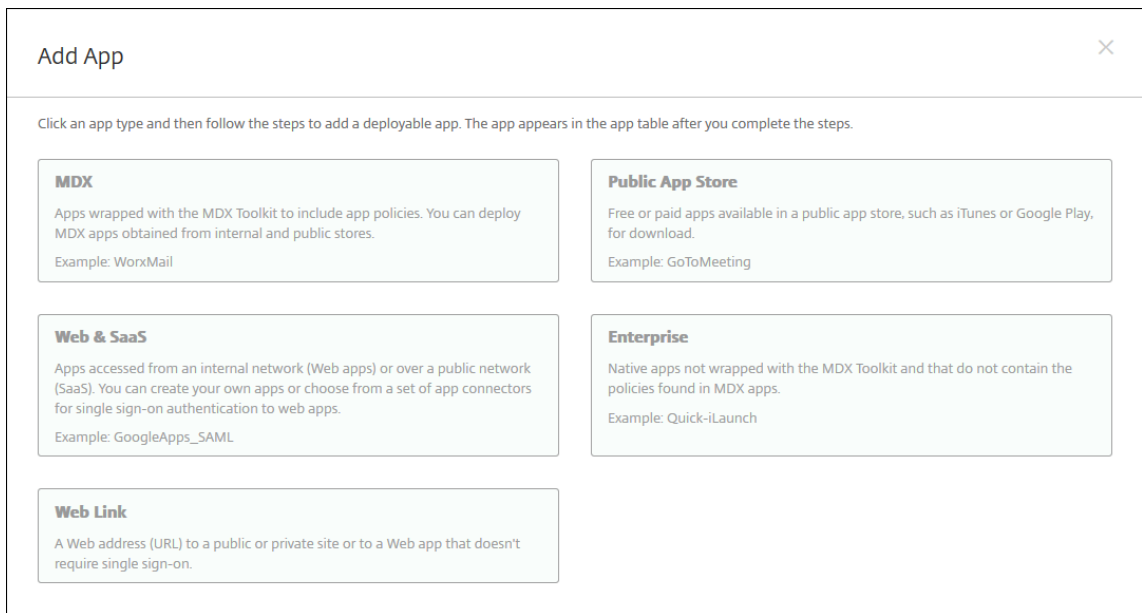 Add App
Click an app type and then follow the steps to add a deployable app. The app appears in the app table after you complete the steps.
MDX
Apps wrapped with the MDX Toolkit to include app policies. You can deploy
MDX apps obtained from internal and public stores.
Example: WorxMail
Public App Store
Free or paid apps available in a public app store, such as iTunes or Google Play,
for download.
Example: GoToMeeting
Web & SaaS
Apps accessed from an internal network (Web apps) or over a public network
(SaaS). You can create your own apps or choose from a set of app connectors
for single sign-on authentication to web apps.
Example: GoogleApps_SAML
Enterprise
Native apps not wrapped with the MDX Toolkit and that do not contain the
policies found in MDX apps.
Example: Quick-iLaunch
Web Link
A Web address (URL) to a public or private site or to a Web app that doesn't
require single sign-on.